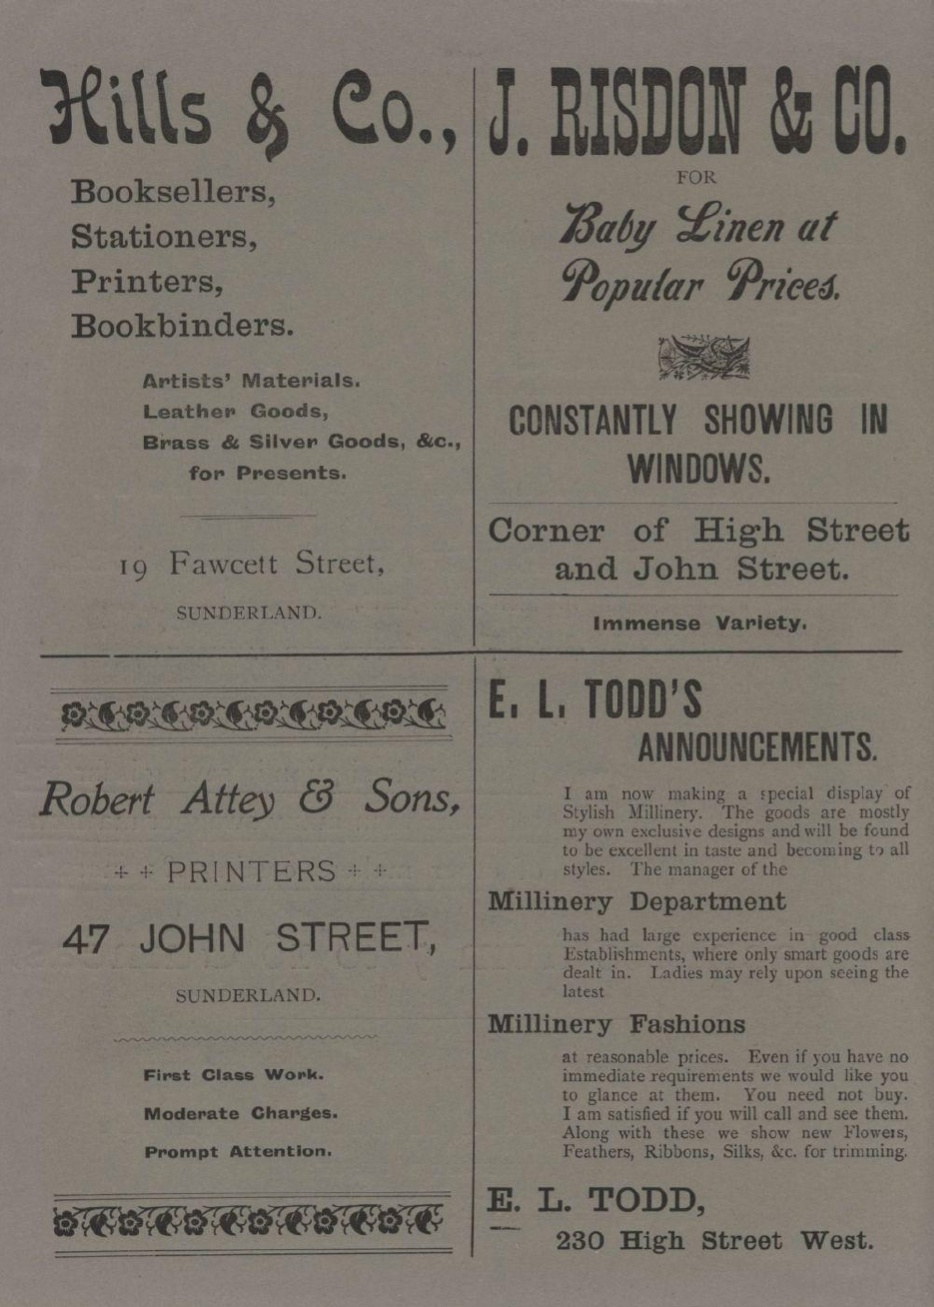 Hills & Co.,
Booksellers,
Stationers,
Printers,
Bookbinders.
Artists' Materials.
Leather Goods,
Brass & Silver Goods, &c.,
for Presents.
19 Fawcett Street,
SUNDERLAND.
J. RISDON & CO.
FOR
Baby Linen at
Popular Prices.
CONSTANTLY SHOWING IN
WINDOWS.
Corner of High Street
and John Street.
Immense Variety.
Robert Attey & Sons,
++ PRINTERS ++
47 JOHN STREET,
SUNDERLAND.
First Class Work.
Moderate Charges.
Prompt Attention.
E. L. TODD'S
ANNOUNCEMENTS.
I am now making a special display of
Stylish Millinery. The goods are mostly
my own exclusive designs and will be found
to be excellent in taste and becoming to all
styles. The manager of the
Millinery Department
has had large experience in good class
Establishments, where only smart goods are
dealt in. Ladies may rely upon seeing the
latest
Millinery Fashions
at reasonable prices. Even if you have no
immediate requirements we would like you
to glance at them. You need not buy.
I am satisfied if you will call and see them.
Along with these we show new Flowers,
Feathers, Ribbons, Silks, &c. for trimming.
E. L. TODD,
230 High Street West.